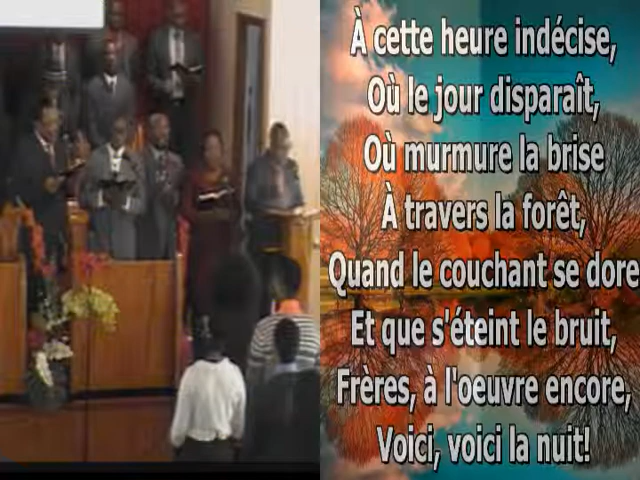 À cette heure indécise,
Où le jour disparaît,
Où murmure la brise
À travers la forêt,
Quand le couchant se dore
Et que s'éteint le bruit,
Frères, à l'oeuvre encore,
Voici, voici la nuit!